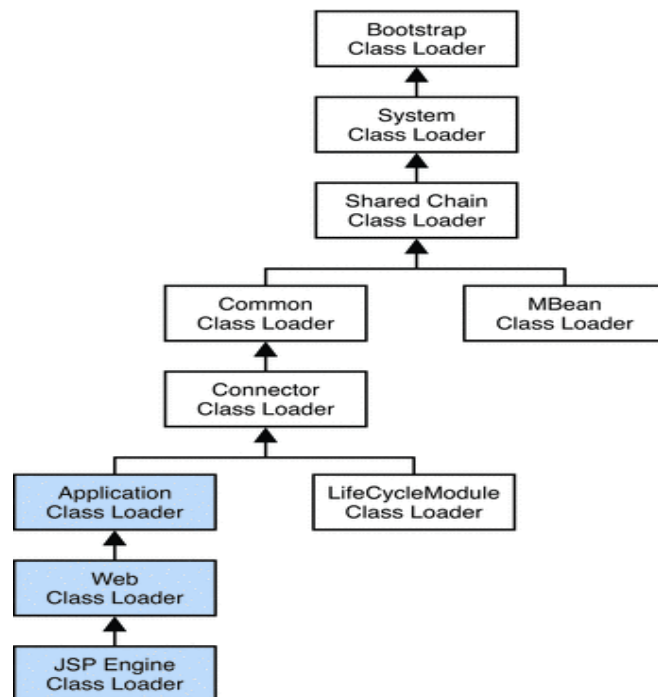 Bootstrap
Class Loader
System
Class Loader
Shared Chain
Class Loader
Common
Class Loader
MBean
Class Loader
Connector
Class Loader
Application
Class Loader
LifeCycleModule
Class Loader
Web
Class Loader
JSP Engine
Class Loader